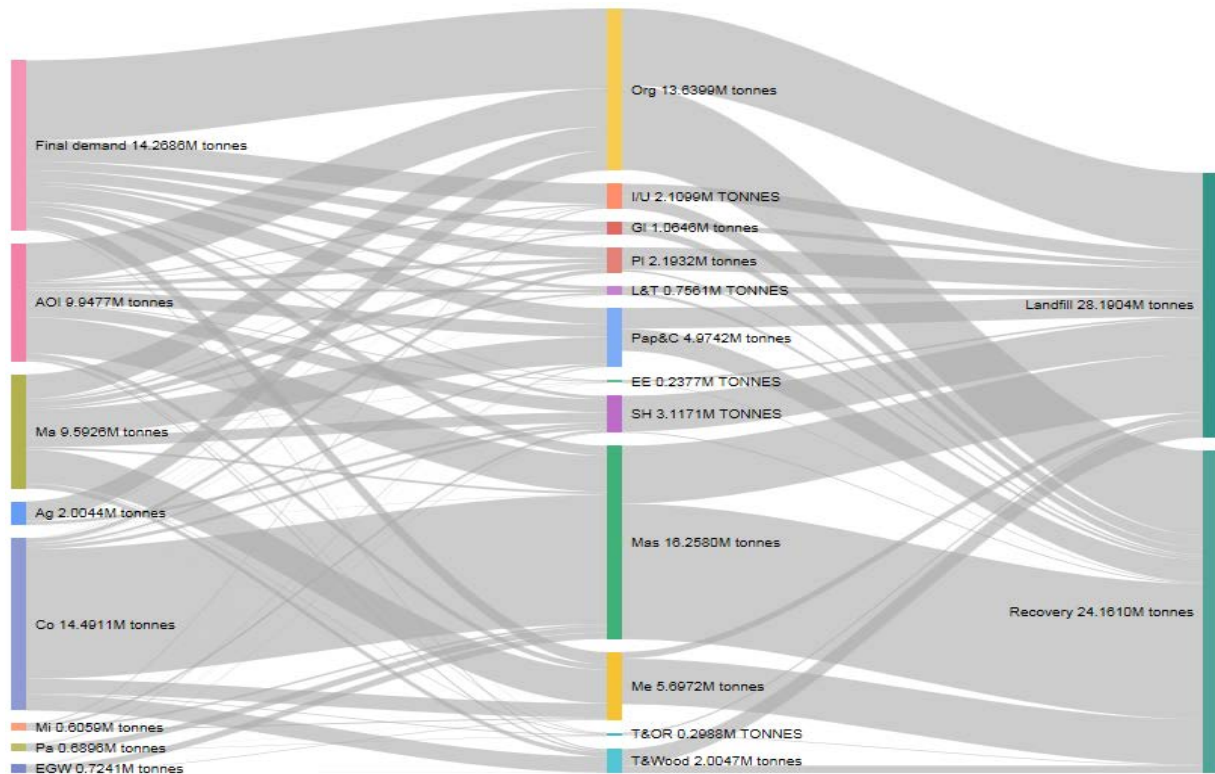 Final demand 14.2686M tonnes
AOI 9.9477M tonnes
Ma 9.5926M tonnes
Ag 2.0044M tonnes
Co 14.4911M tonnes
Mi 0.6059M tonnes
Pa 0.6896M tonnes
EGW 0.7241M tonnes
Org 13.6399M tonnes
I/U 2.1099M TONNES
Gl 1.0646M tonnes
Pl 2.1932M tonnes
L&T 0.7561M TONNES
Pap&C 4.9742M tonnes
EE 0.2377M TONNES
SH 3.1171M TONNES
Mas 16.2580M tonnes
Me 5.6972M tonnes
T&OR 0.2988M TONNES
T&Wood 2.0047M tonnes
Landfill 28.1904M tonnes
Recovery 24.1610M tonnes